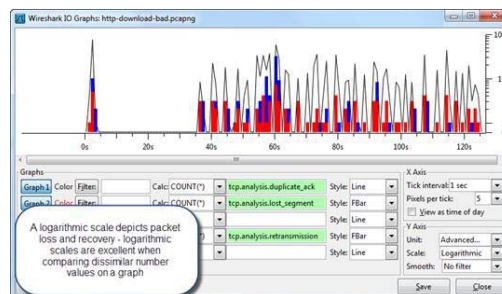 Wireshark IO Graphs: http-download-bad.pcapng
10
1
0s 20s 40s 60s 80s 100s 120s
Graphs
Graph 1 Color Filter: Calc: COUNT(*) tcp.analysis.duplicate_ack Style: Line
Graph 2 Color Filter: Calc: COUNT(*) tcp.analysis.lost_segment Style: FBar
Style: Line
COUNT(*) tcp.analysis.retransmission Style: FBar
Style: Line
A logarithmic scale depicts packet
loss and recovery - logarithmic
scales are excellent when
comparing dissimilar number
values on a graph
X Axis
Tick interval: 1 sec
Pixels per tick: 5
View as time of day
Y Axis
Unit: Advanced...
Scale: Logarithmic
Smooth: No filter
Save Close